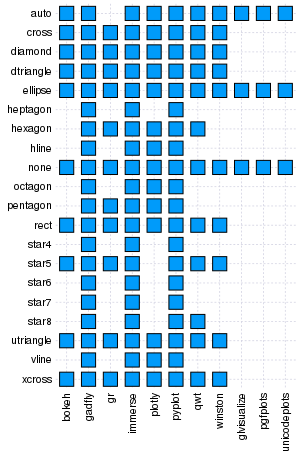 auto
cross
diamond
dtriangle
ellipse
heptagon
hexagon
hline
none
octagon
pentagon
rect
star4
star5
star6
star7
star8
utriangle
vline
xcross
bokeh
gadfly
gr
immerse
plotly
pyplot
qwt
winston
glvisualize
pgfplots
unicodeplots